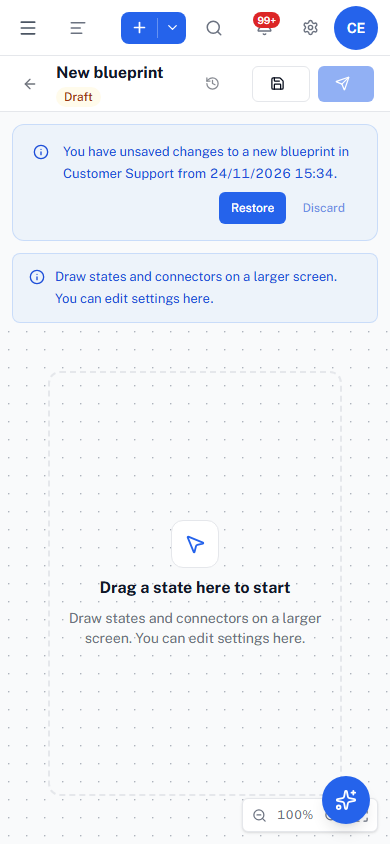 99+
CE
New blueprint
Draft
You have unsaved changes to a new blueprint in
Customer Support from 24/11/2026 15:34.
Restore
Discard
Draw states and connectors on a larger screen.
You can edit settings here.
Drag a state here to start
Draw states and connectors on a larger
screen. You can edit settings here.
100%